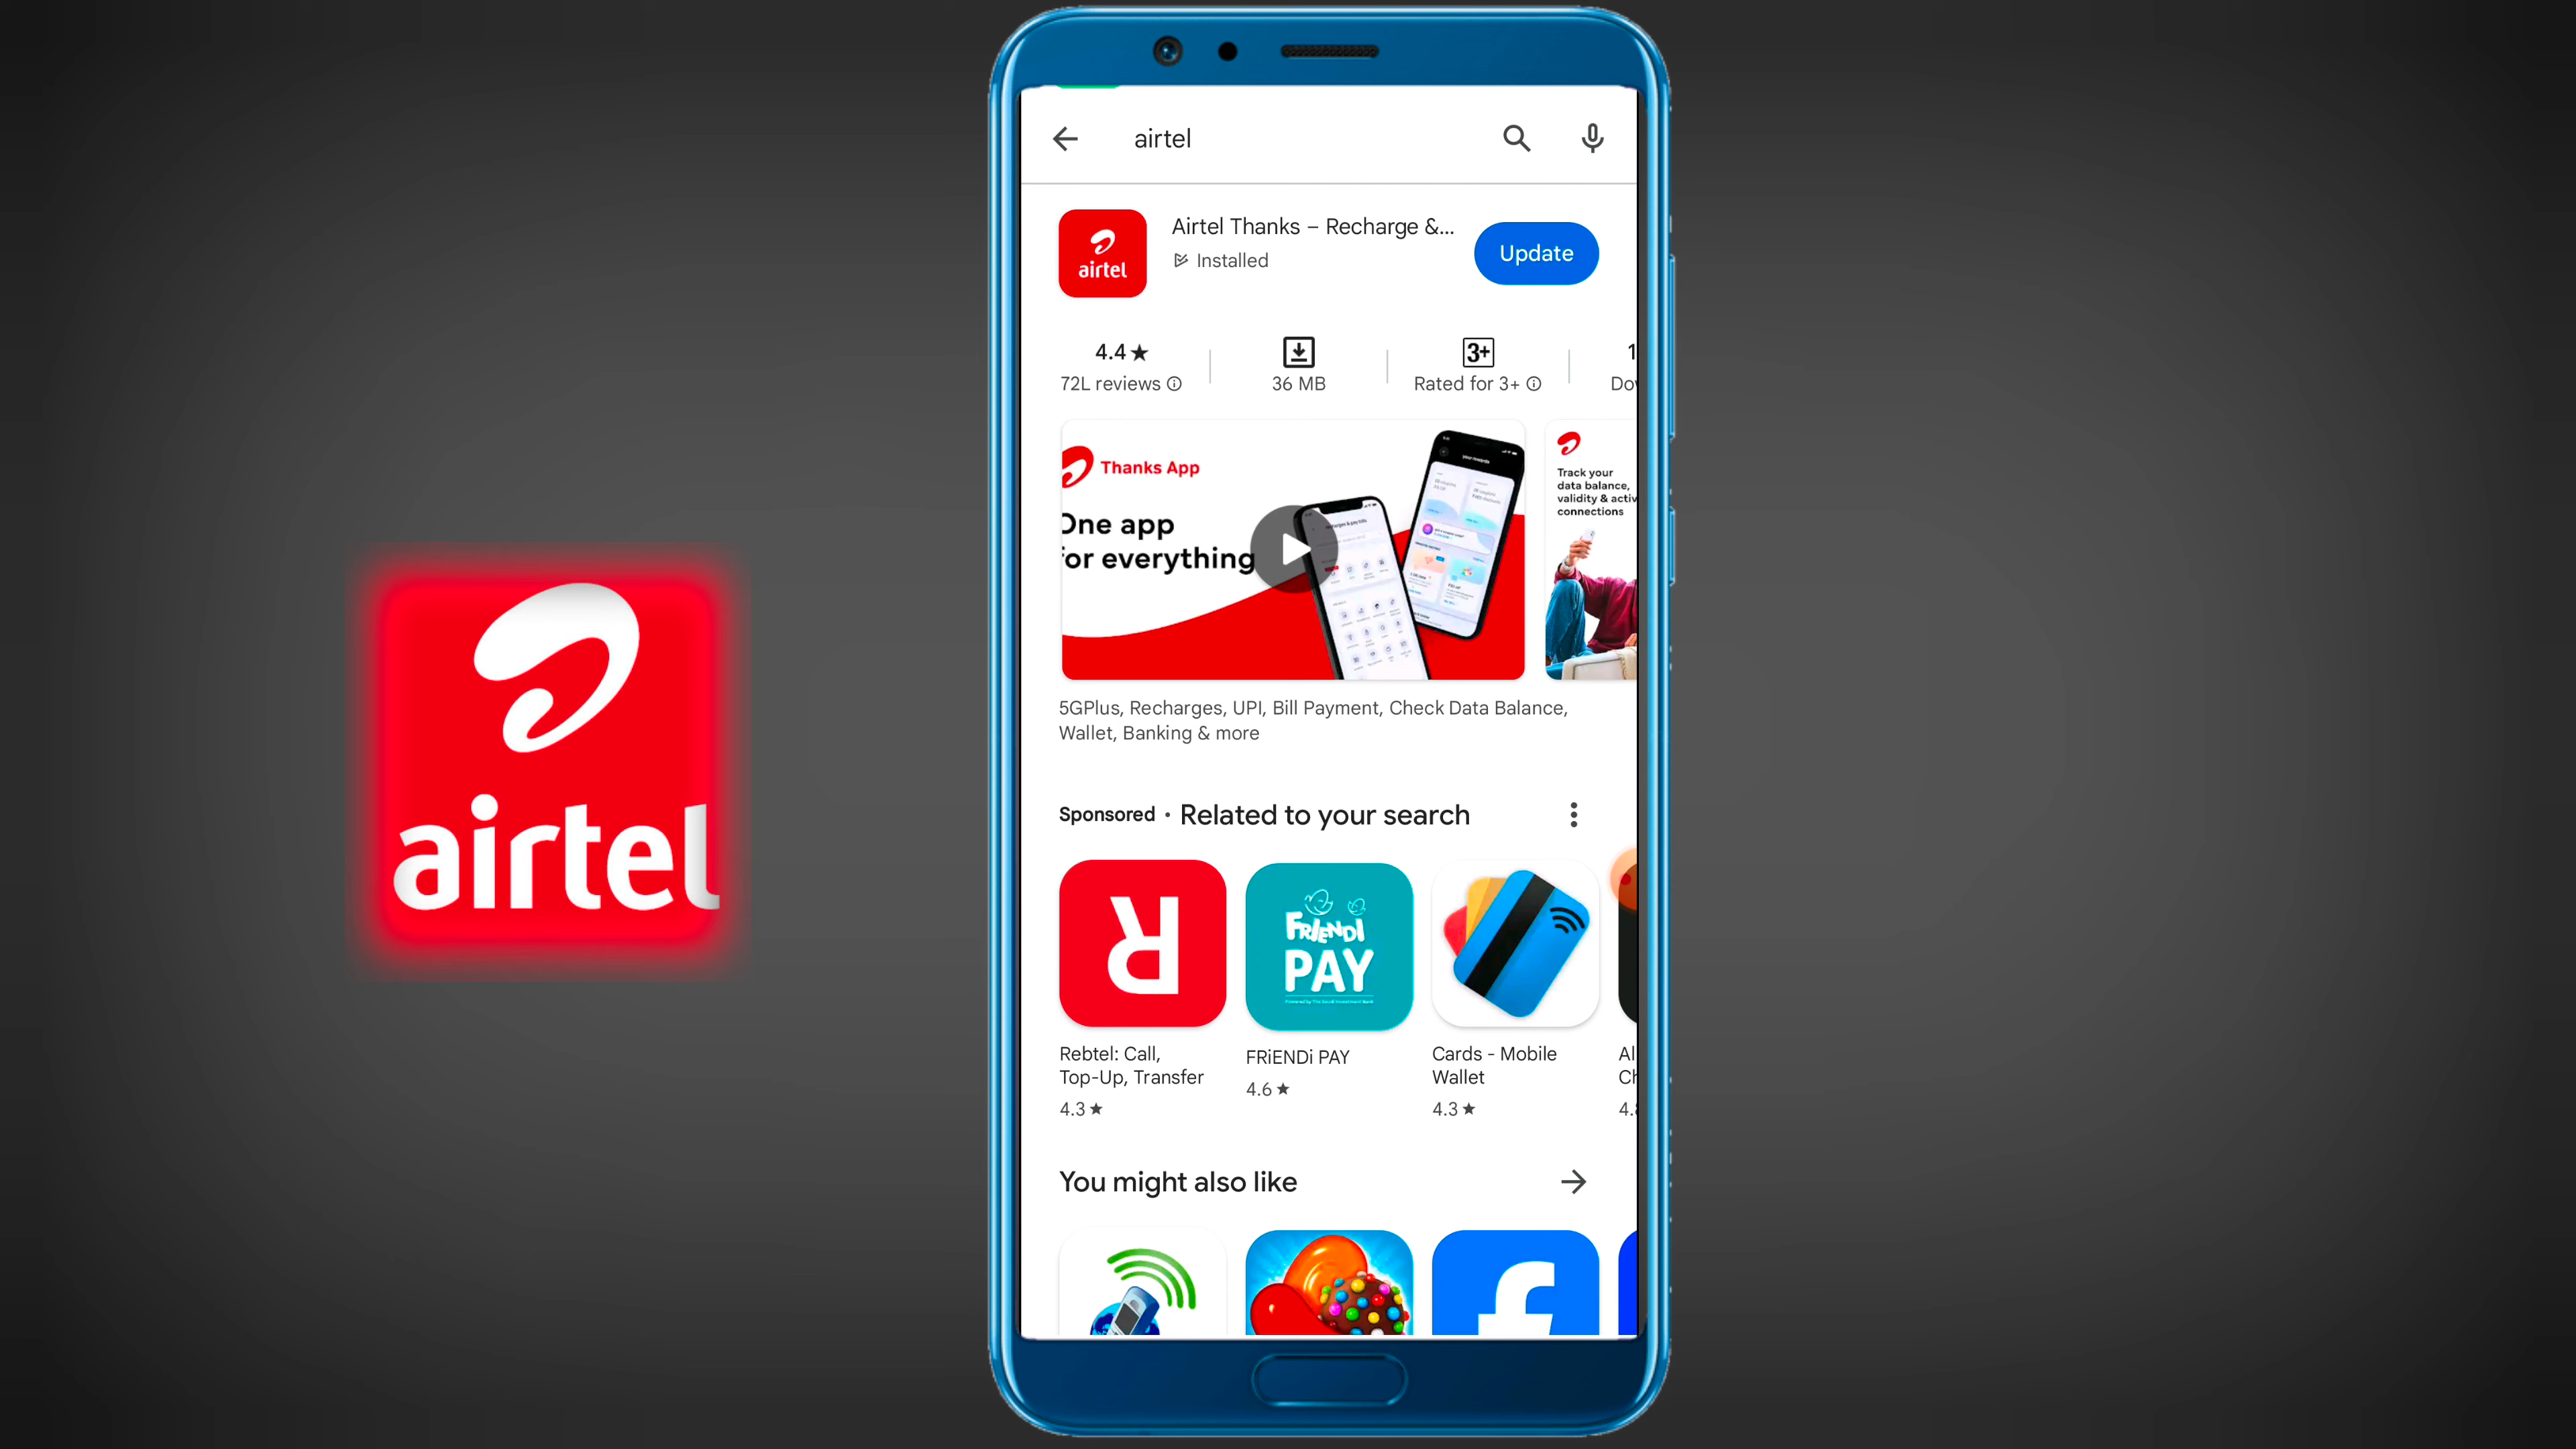 airtel
airtel
Airtel Thanks – Recharge &...
Installed
Update
airtel
4.4★
72L reviews
36 MB
3+
Rated for 3+
Thanks App
One app
for everything
Track your
data balance,
validity &
connections
5GPlus, Recharges, UPI, Bill Payment, Check Data Balance,
Wallet, Banking & more
Sponsored • Related to your search
R
FRiENDi
PAY
Rebtel: Call,
Top-Up, Transfer
4.3★
FRiENDi PAY
4.6★
Cards - Mobile
Wallet
4.3★
You might also like